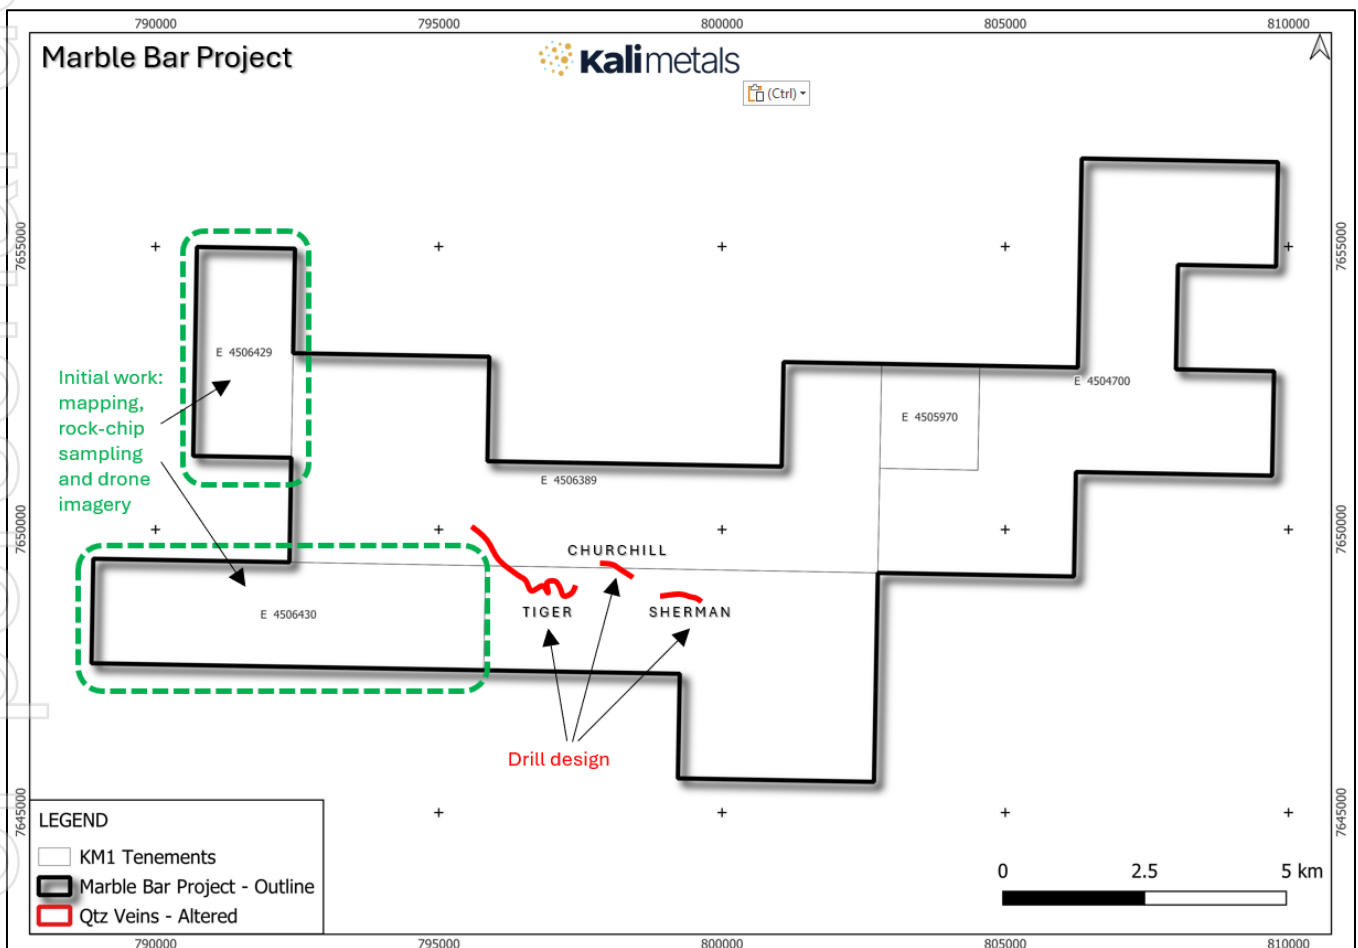 790000 795000 800000 805000 810000
Marble Bar Project
Kalimetals
(Ctrl)
7655000
7655000
E 4506429
Initial work:
mapping,
rock-chip
sampling
and drone
imagery
E 4504700
E 4505970
E 4506389
7650000
7650000
CHURCHILL
TIGER
SHERMAN
E 4506430
Drill design
7645000
7645000
LEGEND
KM1 Tenements
Marble Bar Project - Outline
Qtz Veins - Altered
0 2.5 5 km
790000 795000 800000 805000 810000